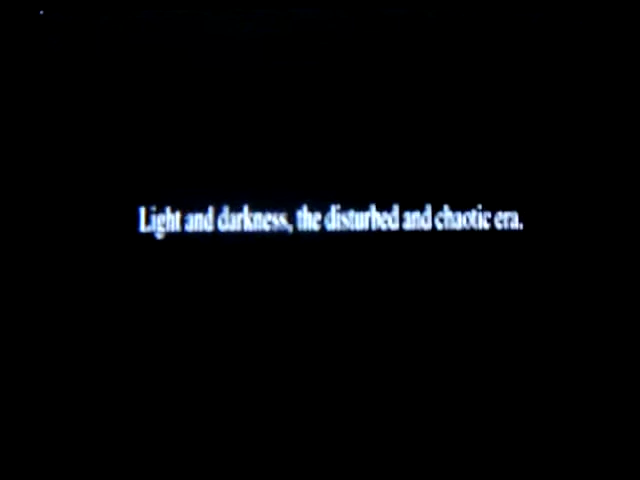 Light and darkness, the disturbed and chaotic era.